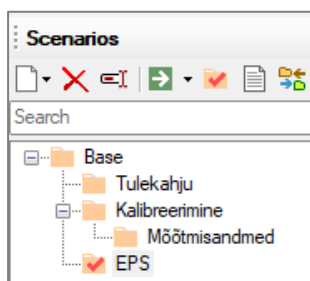 Scenarios
Search
Base
Tulekahju
Kalibreerimine
Mõõtmisandmed
EPS